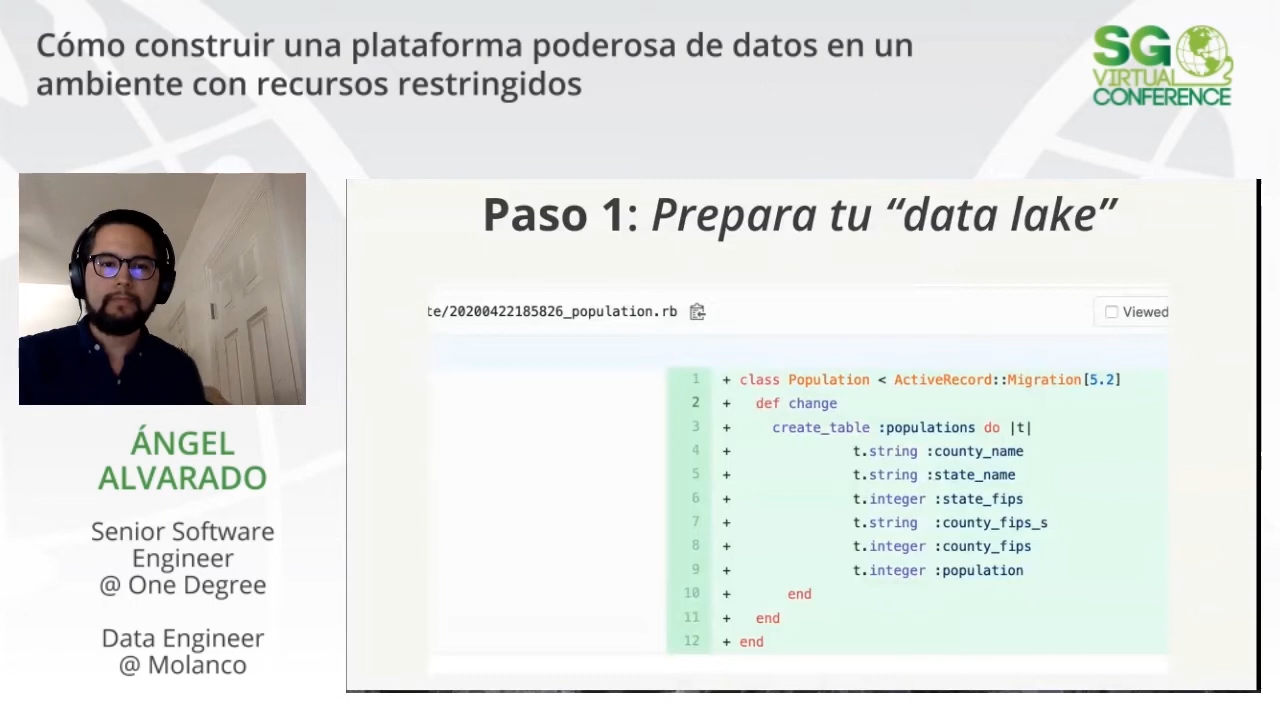 Cómo construir una plataforma poderosa de datos en un
ambiente con recursos restringidos
SG
VIRTUAL
CONFERENCE
ÁNGEL
ALVARADO
Senior Software
Engineer
@ One Degree
Data Engineer
@ Molanco
Paso 1: Prepara tu “data lake”
te/20200422185826_population.rb
Viewed
1 + class Population < ActiveRecord::Migration[5.2]
2 + def change
3 + create_table :populations do |t|
4 + t.string :county_name
5 + t.string :state_name
6 + t.integer :state_fips
7 + t.string :county_fips_s
8 + t.integer :county_fips
9 + t.integer :population
10 + end
11 + end
12 + end